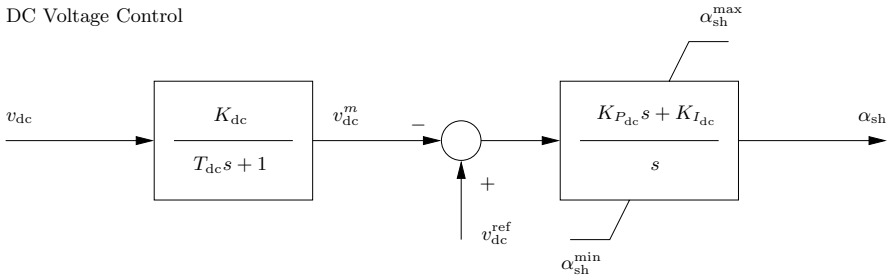 DC Voltage Control
α_sh^max
v_dc
K_dc
T_dc s + 1
v_dc^m
−
+
v_dc^ref
K_{P_dc} s + K_{I_dc}
s
α_sh
α_sh^min